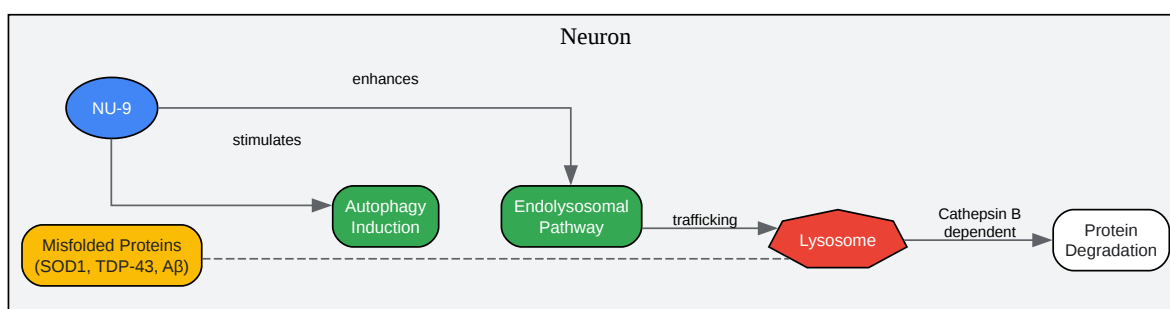 Neuron
enhances
NU-9
stimulates
Autophagy
Induction
Endolysosomal
Pathway
trafficking
Lysosome
Cathepsin B
dependent
Protein
Degradation
Misfolded Proteins
(SOD1, TDP-43, Aβ)